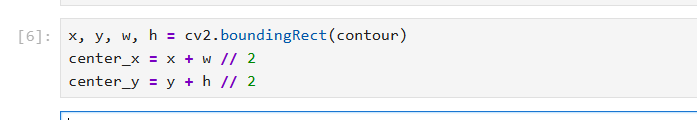 [6]:
x, y, w, h = cv2.boundingRect(contour)
center_x = x + w // 2
center_y = y + h // 2